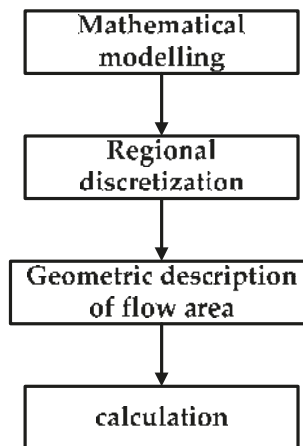 Mathematical
modelling
Regional
discretization
Geometric description
of flow area
calculation